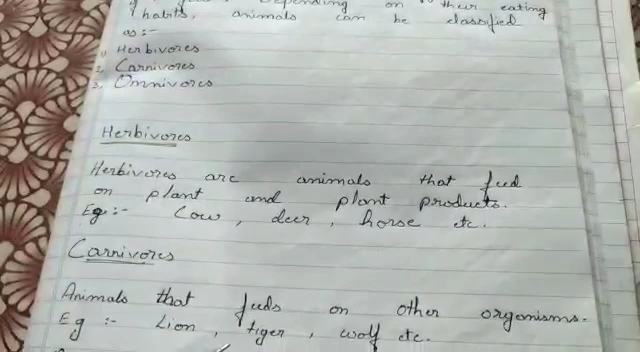 Depending on their eating
habits, animals can be classified
as :-
1. Herbivores
2. Carnivores
3. Omnivores
Herbivores
Herbivores are animals that feed
on plant and plant products.
Eg :- Cow, deer, horse etc.
Carnivores
Animals that feeds on other organisms.
Eg :- Lion, tiger, wolf etc.